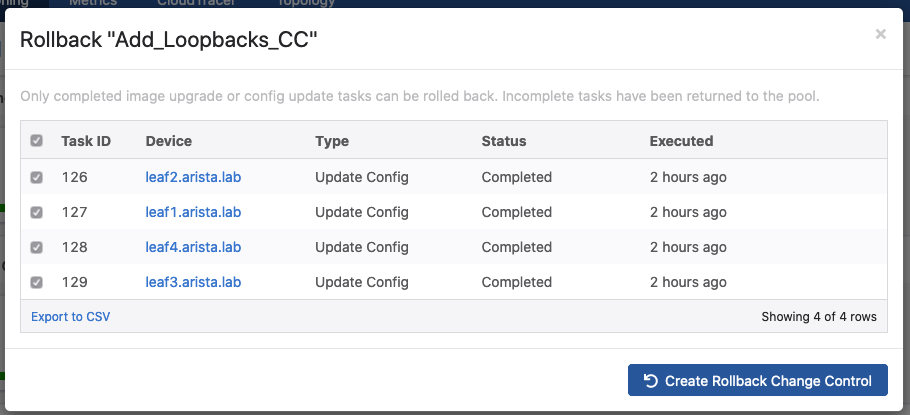 Metrics CloudTracer Topology
Rollback "Add_Loopbacks_CC"
×
Only completed image upgrade or config update tasks can be rolled back. Incomplete tasks have been returned to the pool.
Task ID Device Type Status Executed
126 leaf2.arista.lab Update Config Completed 2 hours ago
127 leaf1.arista.lab Update Config Completed 2 hours ago
128 leaf4.arista.lab Update Config Completed 2 hours ago
129 leaf3.arista.lab Update Config Completed 2 hours ago
Export to CSV Showing 4 of 4 rows
Create Rollback Change Control